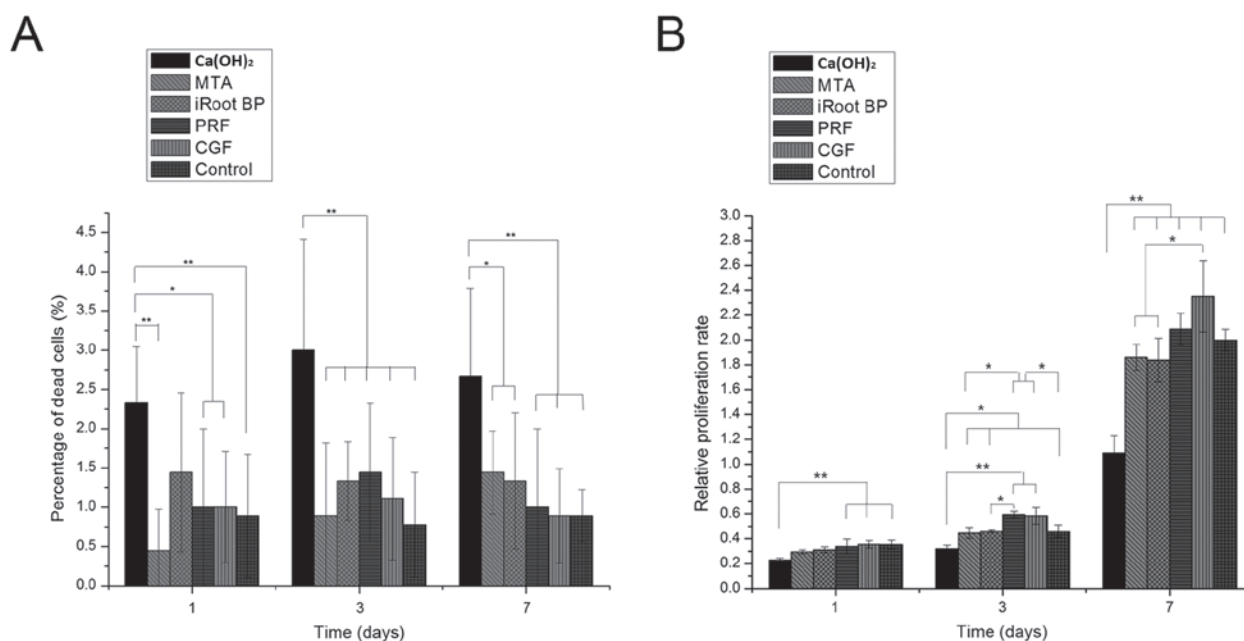 A
Ca(OH)₂
MTA
iRoot BP
PRF
CGF
Control
Percentage of dead cells (%)
4.5
4.0
3.5
3.0
2.5
2.0
1.5
1.0
0.5
0.0
**
*
**
**
**
*
1
3
7
Time (days)
B
Ca(OH)₂
MTA
iRoot BP
PRF
CGF
Control
Relative proliferation rate
3.0
2.8
2.6
2.4
2.2
2.0
1.8
1.6
1.4
1.2
1.0
0.8
0.6
0.4
0.2
0.0
**
*
*
*
*
**
**
*
1
3
7
Time (days)